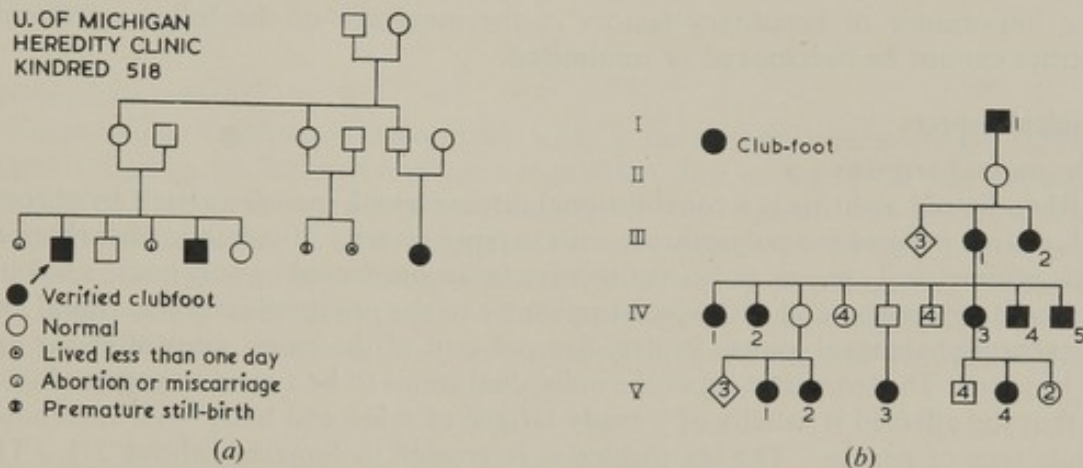 U. OF MICHIGAN
HEREDITY CLINIC
KINDRED 518
Verified clubfoot
Normal
Lived less than one day
Abortion or miscarriage
Premature still-birth
(a)
Club-foot
I
1
II
III
3
1
2
IV
4
4
1
2
3
4
5
V
3
4
2
1
2
3
4
(b)